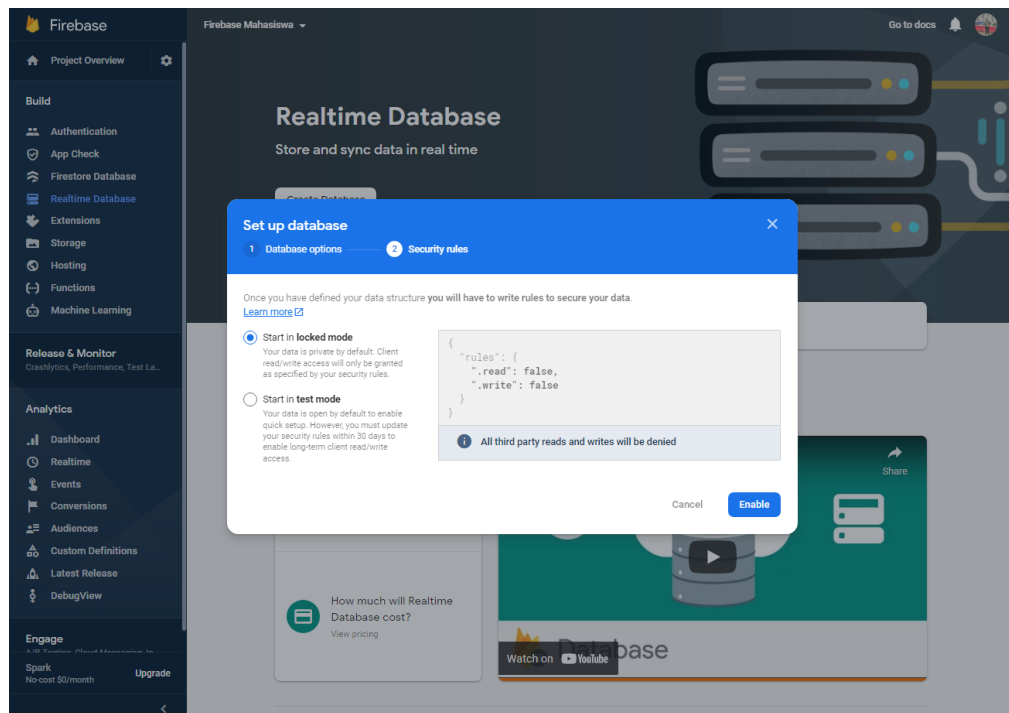 Firebase
Firebase Mahasiswa
Go to docs
Project Overview
Build
Authentication
App Check
Firestore Database
Realtime Database
Extensions
Storage
Hosting
Functions
Machine Learning
Release & Monitor
Crashlytics, Performance, Test La...
Analytics
Dashboard
Realtime
Events
Conversions
Audiences
Custom Definitions
Latest Release
DebugView
Engage
A/B Testing, Cloud Messaging, In
Spark
No-cost $0/month
Upgrade
Realtime Database
Store and sync data in real time
Create Database
Set up database
1 Database options
2 Security rules
Once you have defined your data structure you will have to write rules to secure your data.
Learn more
Start in locked mode
Your data is private by default. Client
read/write access will only be granted
as specified by your security rules.
Start in test mode
Your data is open by default to enable
quick setup. However, you must update
your security rules within 30 days to
enable long-term client read/write
access.
{
"rules": {
".read": false,
".write": false
}
}
All third party reads and writes will be denied
Cancel
Enable
Share
How much will Realtime
Database cost?
View pricing
Database
Watch on YouTube